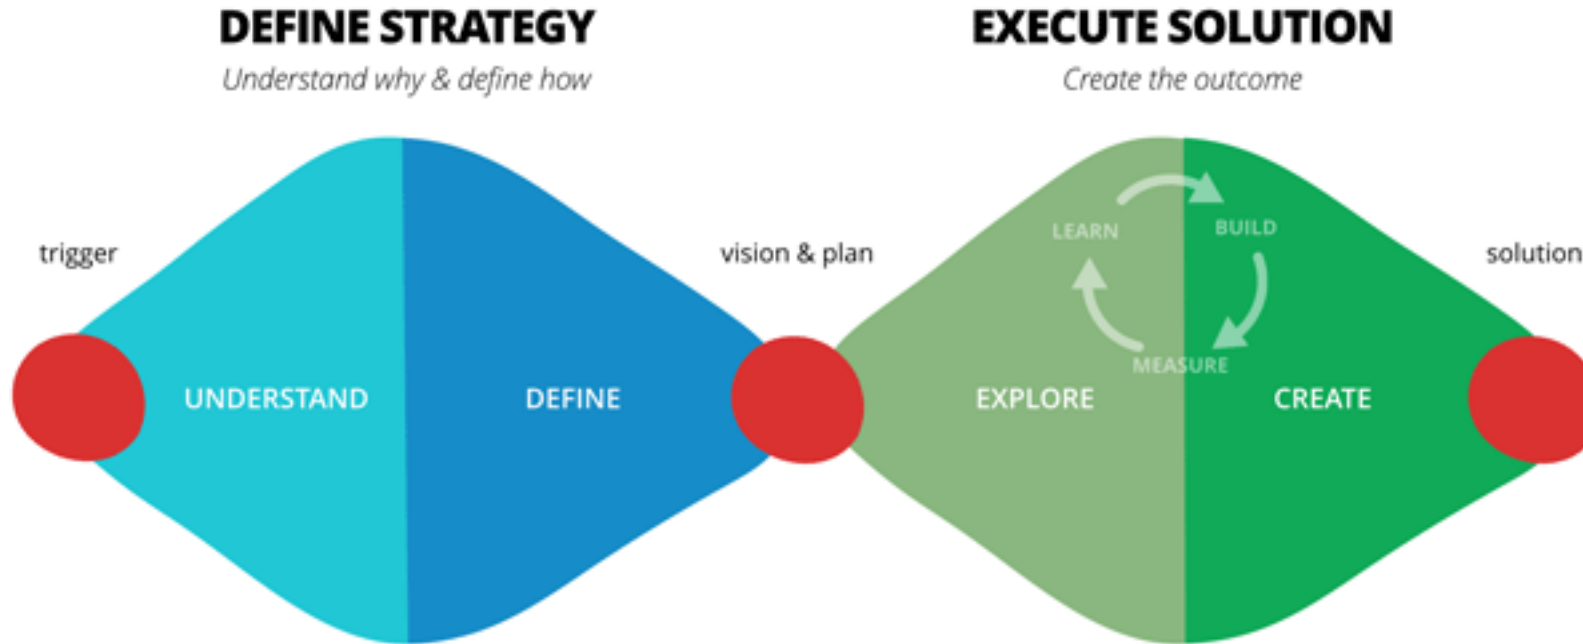 DEFINE STRATEGY
Understand why & define how
EXECUTE SOLUTION
Create the outcome
trigger
vision & plan
solution
LEARN
BUILD
MEASURE
UNDERSTAND
DEFINE
EXPLORE
CREATE